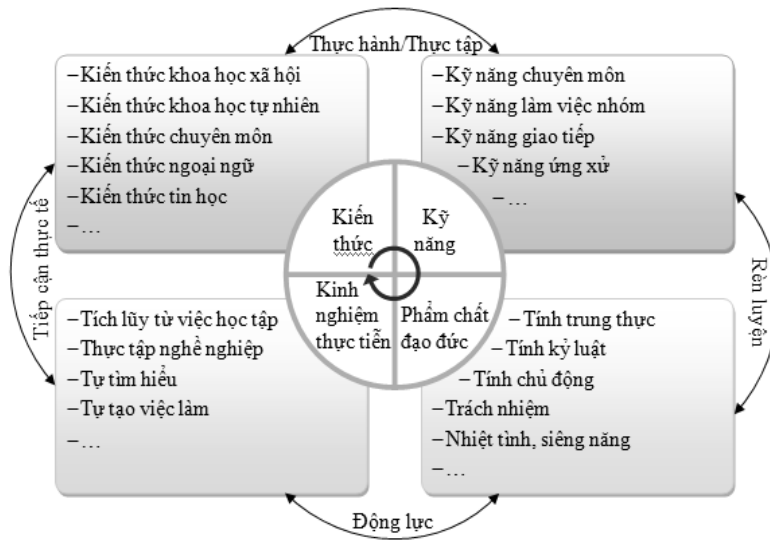 Thực hành/Thực tập
–Kiến thức khoa học xã hội
–Kiến thức khoa học tự nhiên
–Kiến thức chuyên môn
–Kiến thức ngoại ngữ
–Kiến thức tin học
–…
–Kỹ năng chuyên môn
–Kỹ năng làm việc nhóm
–Kỹ năng giao tiếp
–Kỹ năng ứng xử
–…
Kiến
thức
Kỹ
năng
Kinh
nghiệm
thực tiễn
Phẩm chất
đạo đức
Tiếp cận thực tế
Rèn luyện
–Tích lũy từ việc học tập
–Thực tập nghề nghiệp
–Tự tìm hiểu
–Tự tạo việc làm
–…
–Tính trung thực
–Tính kỷ luật
–Tính chủ động
–Trách nhiệm
–Nhiệt tình, siêng năng
–…
Động lực